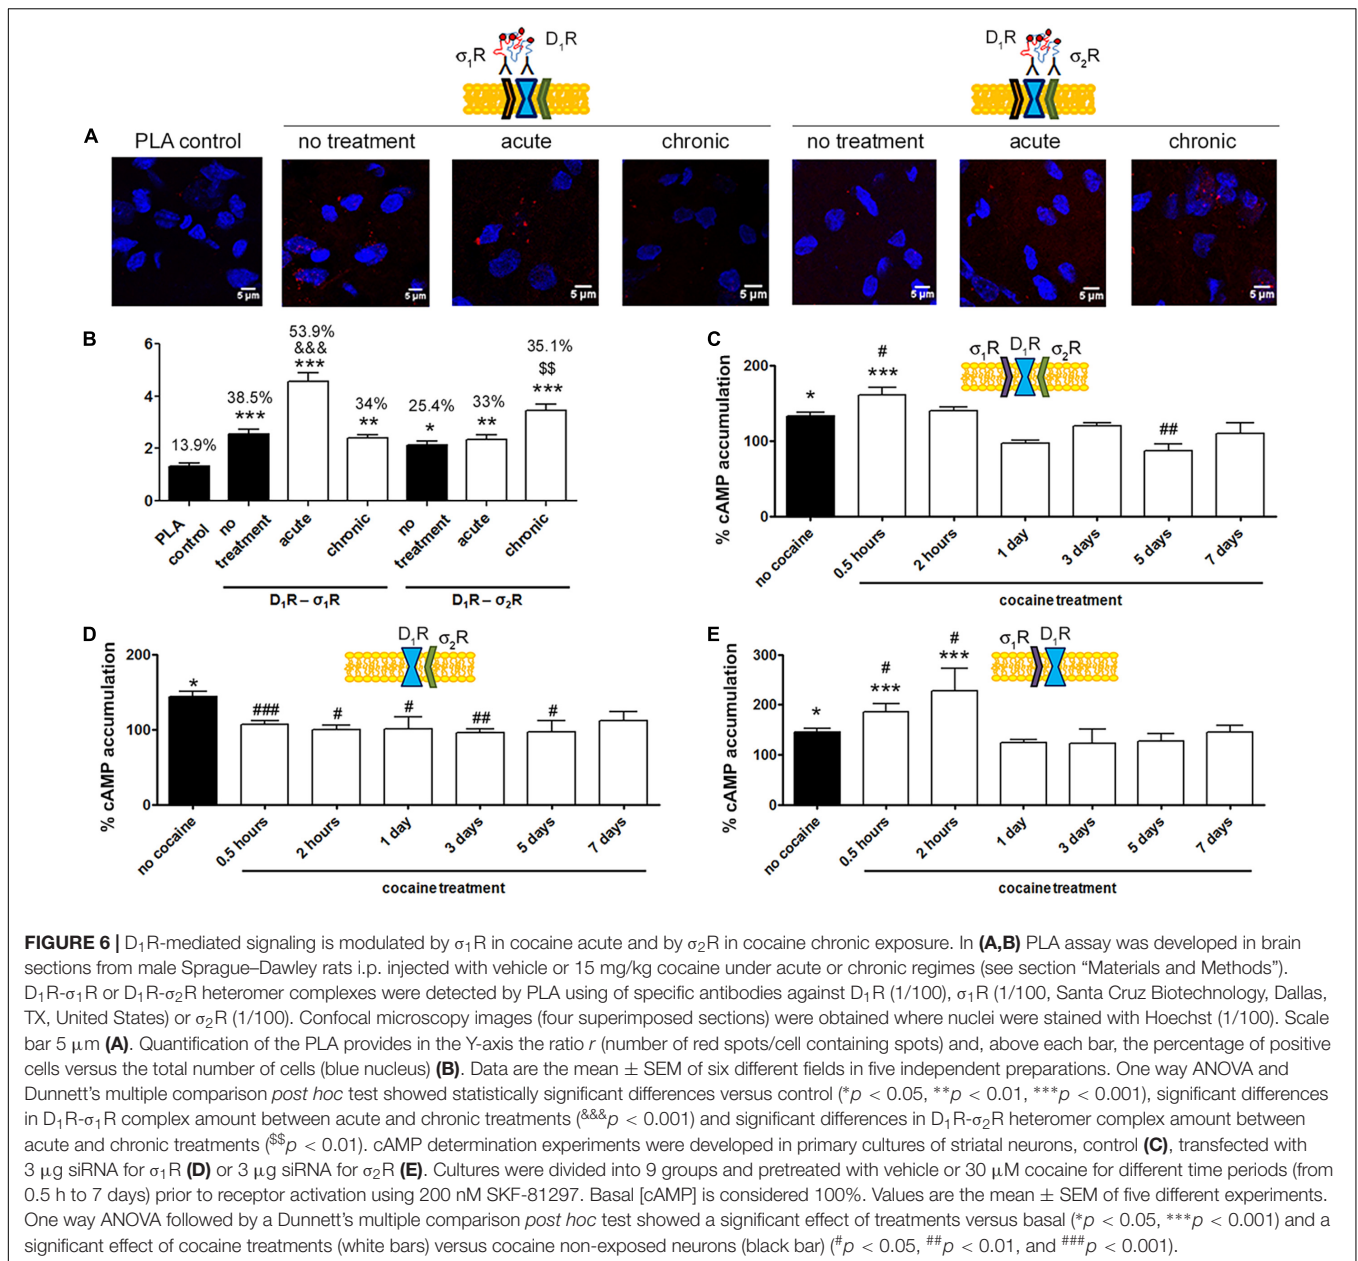 σ₁R D₁R
D₁R σ₂R
A PLA control no treatment acute chronic no treatment acute chronic
5 µm 5 µm 5 µm 5 µm 5 µm 5 µm 5 µm
B
6
4
2
0
13.9%
38.5%
***
53.9%
&&&
***
34%
**
25.4%
*
33%
**
35.1%
$$
***
PLA control
no treatment
acute
chronic
no treatment
acute
chronic
D₁R – σ₁R
D₁R – σ₂R
C
σ₁R D₁R σ₂R
% cAMP accumulation
200
100
0
*
#
***
##
no cocaine
0.5 hours
2 hours
1 day
3 days
5 days
7 days
cocaine treatment
D
D₁R σ₂R
% cAMP accumulation
200
100
0
*
###
#
#
##
#
no cocaine
0.5 hours
2 hours
1 day
3 days
5 days
7 days
cocaine treatment
E
σ₁R D₁R
% cAMP accumulation
300
200
100
0
*
#
***
#
***
no cocaine
0.5 hours
2 hours
1 day
3 days
5 days
7 days
cocaine treatment
FIGURE 6 | D₁R-mediated signaling is modulated by σ₁R in cocaine acute and by σ₂R in cocaine chronic exposure. In (A,B) PLA assay was developed in brain
sections from male Sprague–Dawley rats i.p. injected with vehicle or 15 mg/kg cocaine under acute or chronic regimes (see section “Materials and Methods”).
D₁R-σ₁R or D₁R-σ₂R heteromer complexes were detected by PLA using of specific antibodies against D₁R (1/100), σ₁R (1/100, Santa Cruz Biotechnology, Dallas,
TX, United States) or σ₂R (1/100). Confocal microscopy images (four superimposed sections) were obtained where nuclei were stained with Hoechst (1/100). Scale
bar 5 µm (A). Quantification of the PLA provides in the Y-axis the ratio r (number of red spots/cell containing spots) and, above each bar, the percentage of positive
cells versus the total number of cells (blue nucleus) (B). Data are the mean ± SEM of six different fields in five independent preparations. One way ANOVA and
Dunnett’s multiple comparison post hoc test showed statistically significant differences versus control (*p < 0.05, **p < 0.01, ***p < 0.001), significant differences
in D₁R-σ₁R complex amount between acute and chronic treatments (&&&p < 0.001) and significant differences in D₁R-σ₂R heteromer complex amount between
acute and chronic treatments ($$p < 0.01). cAMP determination experiments were developed in primary cultures of striatal neurons, control (C), transfected with
3 µg siRNA for σ₁R (D) or 3 µg siRNA for σ₂R (E). Cultures were divided into 9 groups and pretreated with vehicle or 30 µM cocaine for different time periods (from
0.5 h to 7 days) prior to receptor activation using 200 nM SKF-81297. Basal [cAMP] is considered 100%. Values are the mean ± SEM of five different experiments.
One way ANOVA followed by a Dunnett’s multiple comparison post hoc test showed a significant effect of treatments versus basal (*p < 0.05, ***p < 0.001) and a
significant effect of cocaine treatments (white bars) versus cocaine non-exposed neurons (black bar) (#p < 0.05, ##p < 0.01, and ###p < 0.001).